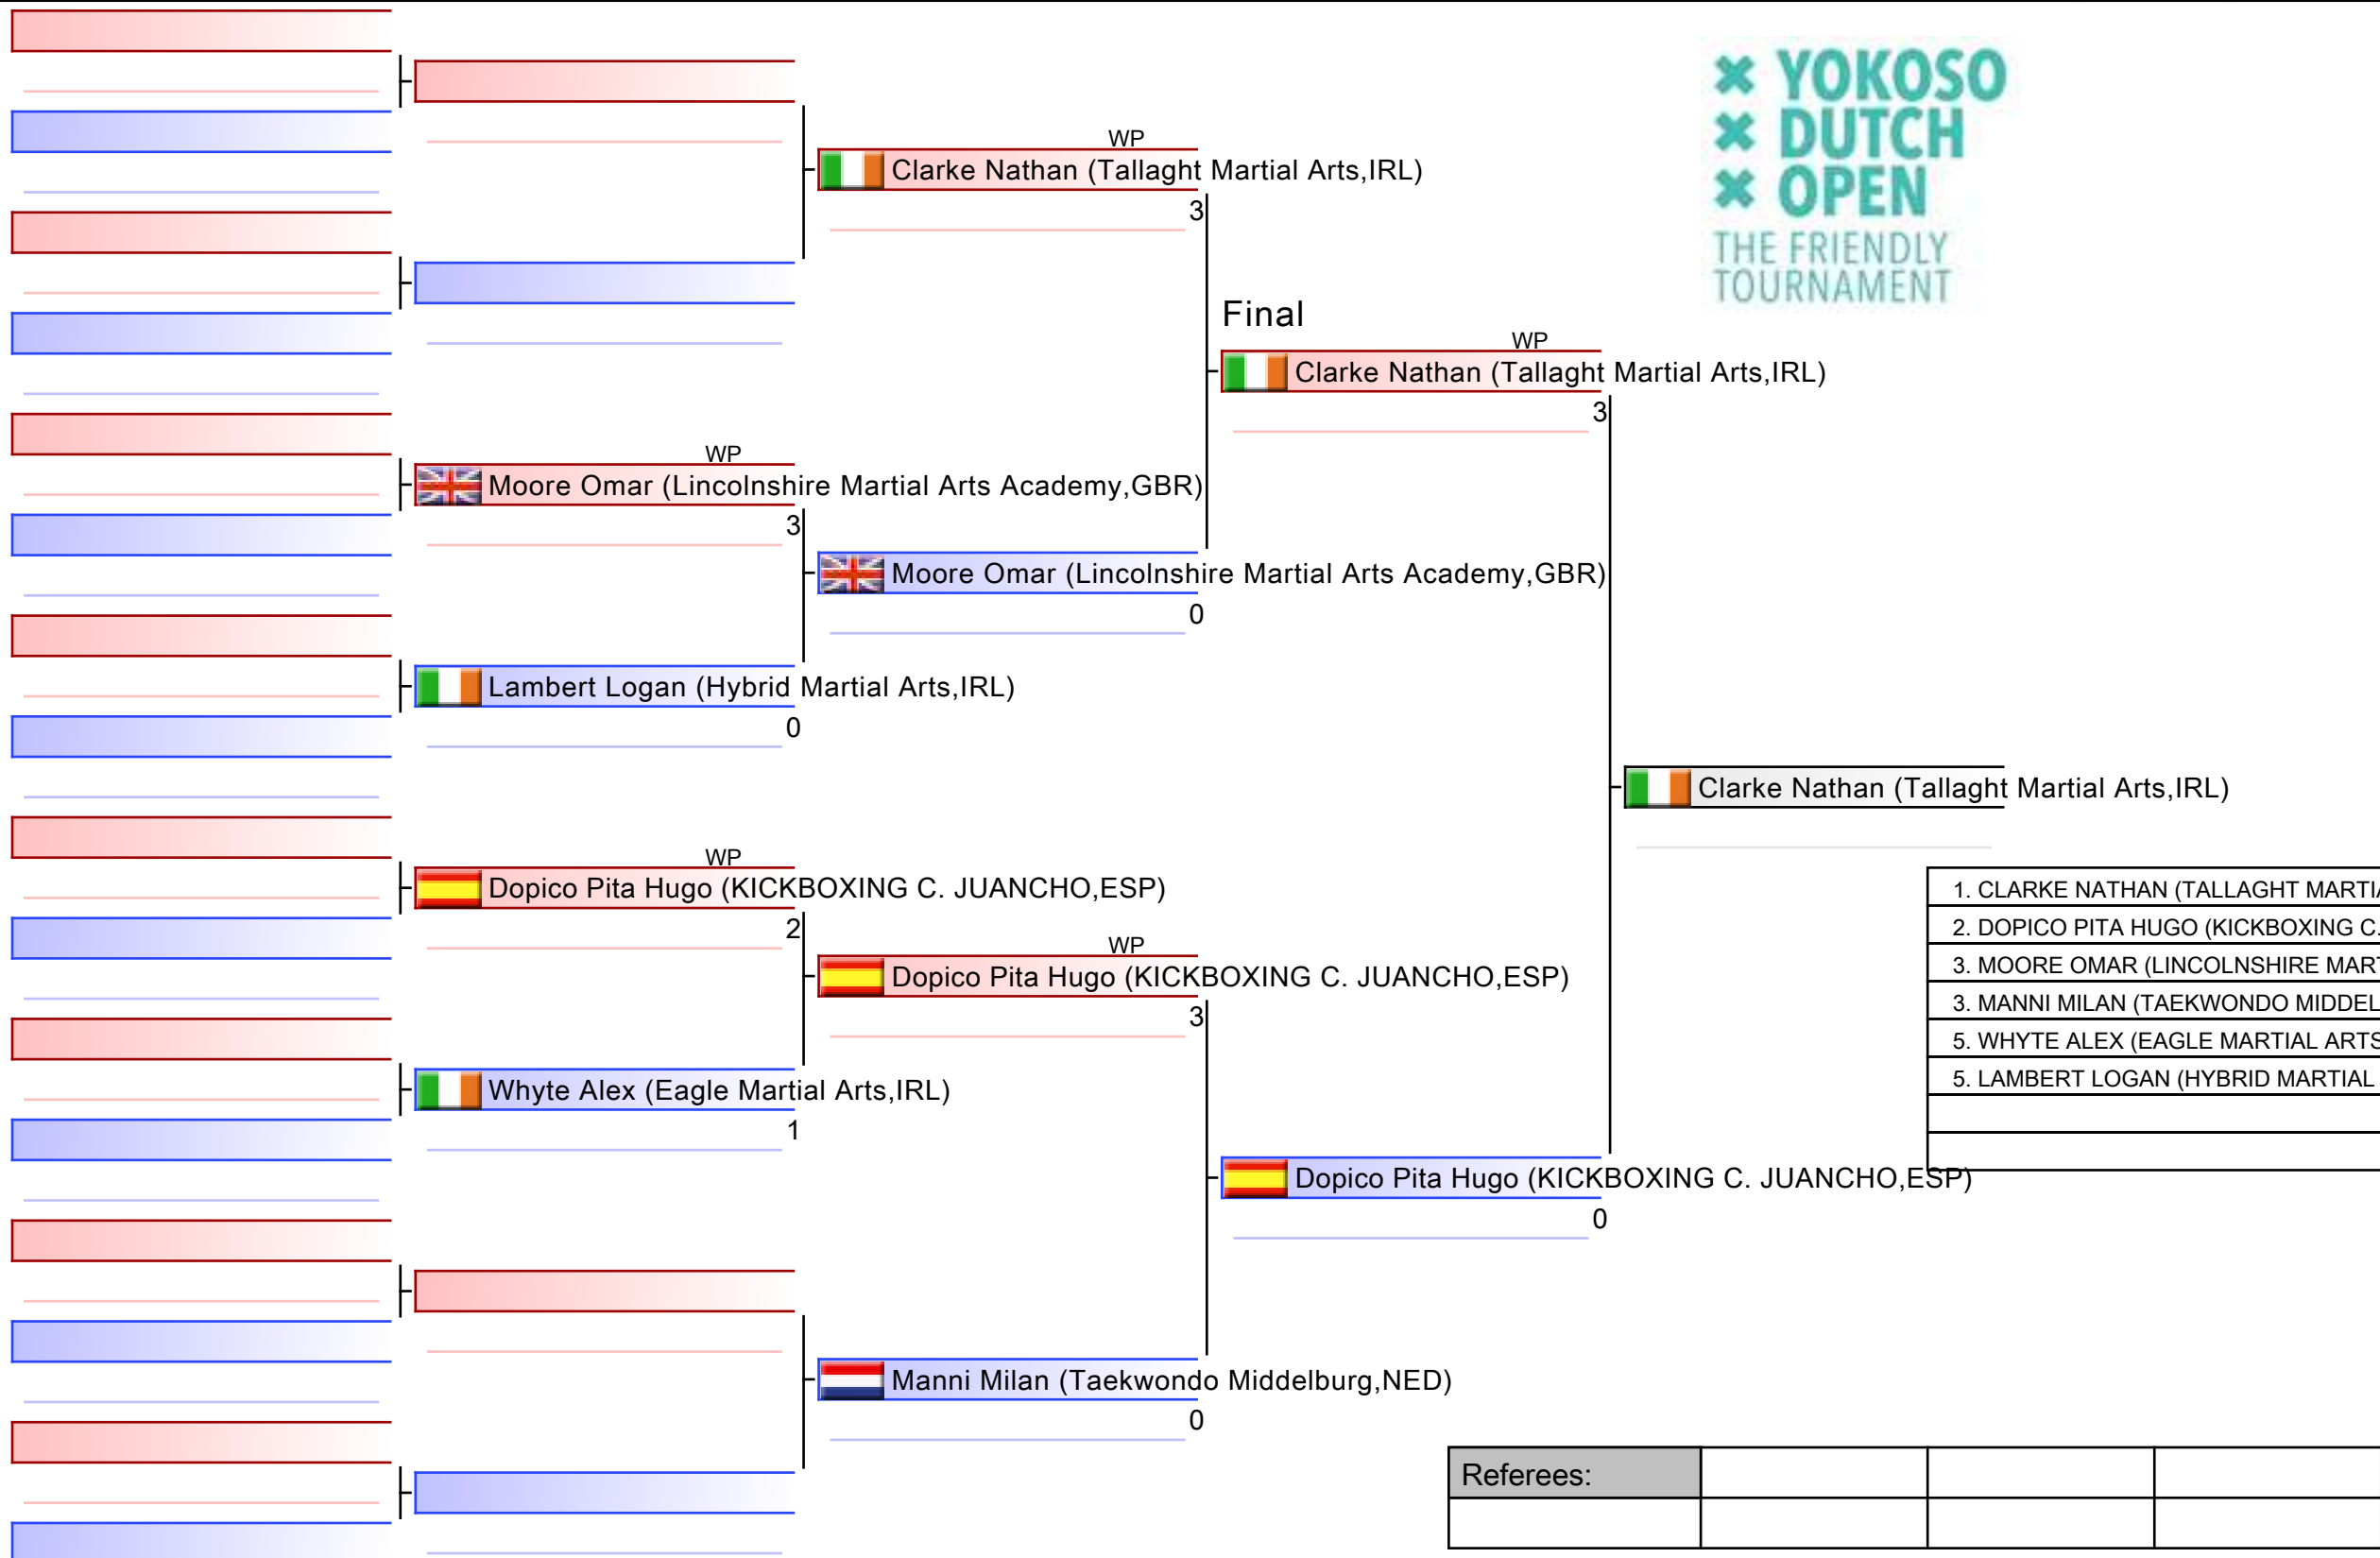 YOKOSO
DUTCH
OPEN
THE FRIENDLY
TOURNAMENT
WP
Clarke Nathan (Tallaght Martial Arts,IRL)
3
Final
WP
Clarke Nathan (Tallaght Martial Arts,IRL)
3
WP
Moore Omar (Lincolnshire Martial Arts Academy,GBR)
3
Moore Omar (Lincolnshire Martial Arts Academy,GBR)
0
Lambert Logan (Hybrid Martial Arts,IRL)
0
Clarke Nathan (Tallaght Martial Arts,IRL)
WP
Dopico Pita Hugo (KICKBOXING C. JUANCHO,ESP)
2
WP
Dopico Pita Hugo (KICKBOXING C. JUANCHO,ESP)
3
Whyte Alex (Eagle Martial Arts,IRL)
1
Dopico Pita Hugo (KICKBOXING C. JUANCHO,ESP)
0
Manni Milan (Taekwondo Middelburg,NED)
0
1. CLARKE NATHAN (TALLAGHT MARTIA
2. DOPICO PITA HUGO (KICKBOXING C.
3. MOORE OMAR (LINCOLNSHIRE MART
3. MANNI MILAN (TAEKWONDO MIDDEL
5. WHYTE ALEX (EAGLE MARTIAL ARTS
5. LAMBERT LOGAN (HYBRID MARTIAL
Referees: